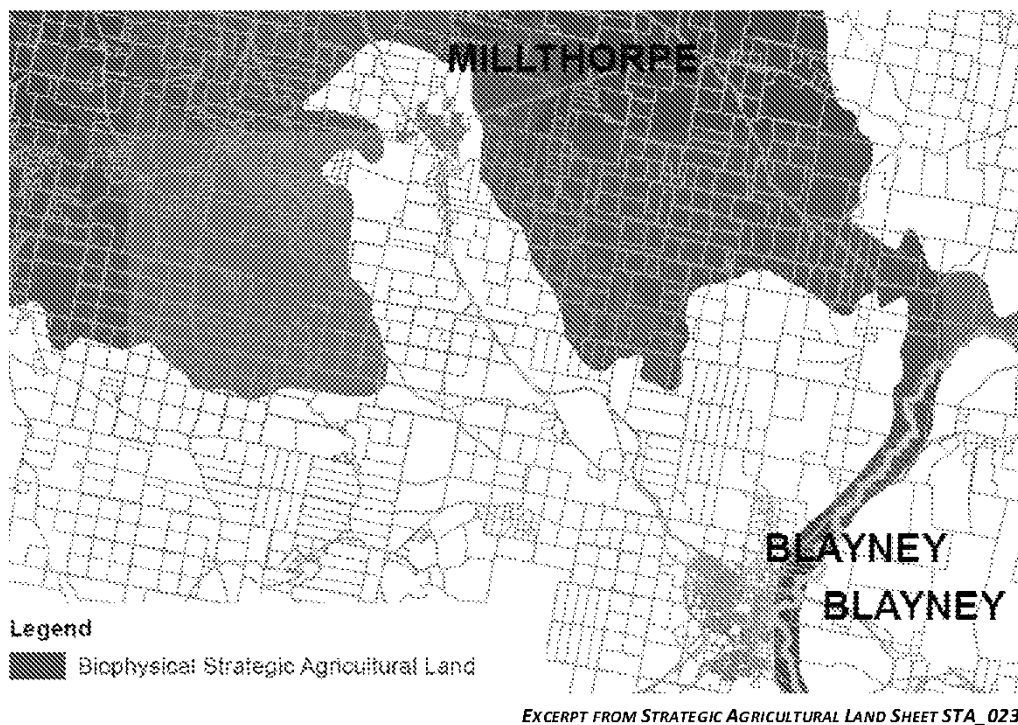 MILLTHORPE
BLAYNEY
BLAYNEY
Legend
Biophysical Strategic Agricultural Land
EXCERPT FROM STRATEGIC AGRICULTURAL LAND SHEET STA_023